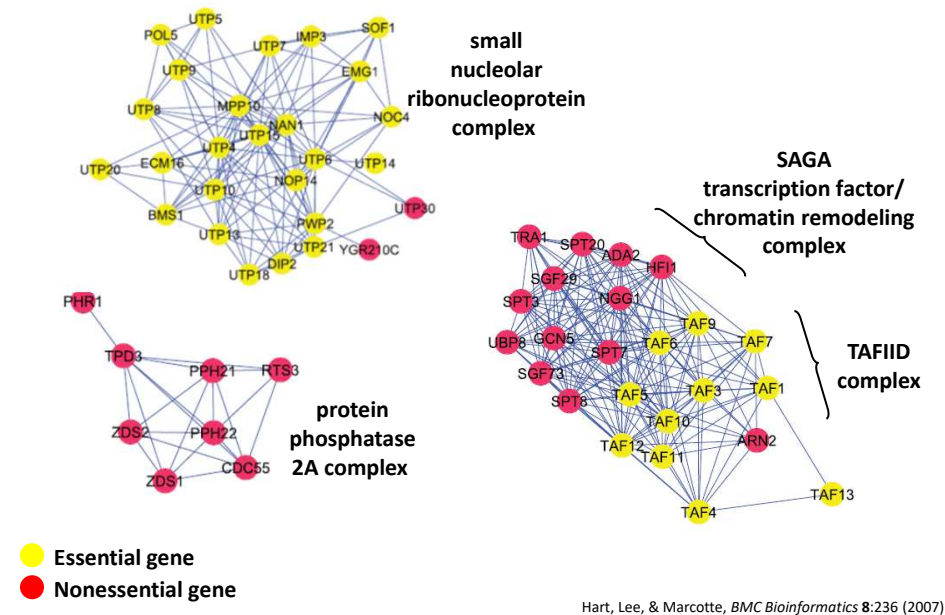 UTP5
POL5
UTP7
IMP3
SOF1
UTP9
EMG1
UTP8
MPP10
NAN1
NOC4
UTP15
UTP4
UTP6
UTP14
UTP20
ECM16
NOP14
UTP10
BMS1
UTP30
PWP2
UTP13
UTP21
YGR210C
DIP2
UTP18
small
nucleolar
ribonucleoprotein
complex
PHR1
TPD3
PPH21
RTS3
ZDS2
PPH22
CDC55
ZDS1
protein
phosphatase
2A complex
SAGA
transcription factor/
chromatin remodeling
complex
TRA1
SPT20
ADA2
HFI1
SGF29
SPT3
NGG1
TAF9
UBP8
GCN5
SPT7
TAF6
TAF7
SGF73
SPT8
TAF5
TAF3
TAF1
TAF10
ARN2
TAF12
TAF11
TAF4
TAF13
TAFIID
complex
Essential gene
Nonessential gene
Hart, Lee, & Marcotte, BMC Bioinformatics 8:236 (2007)